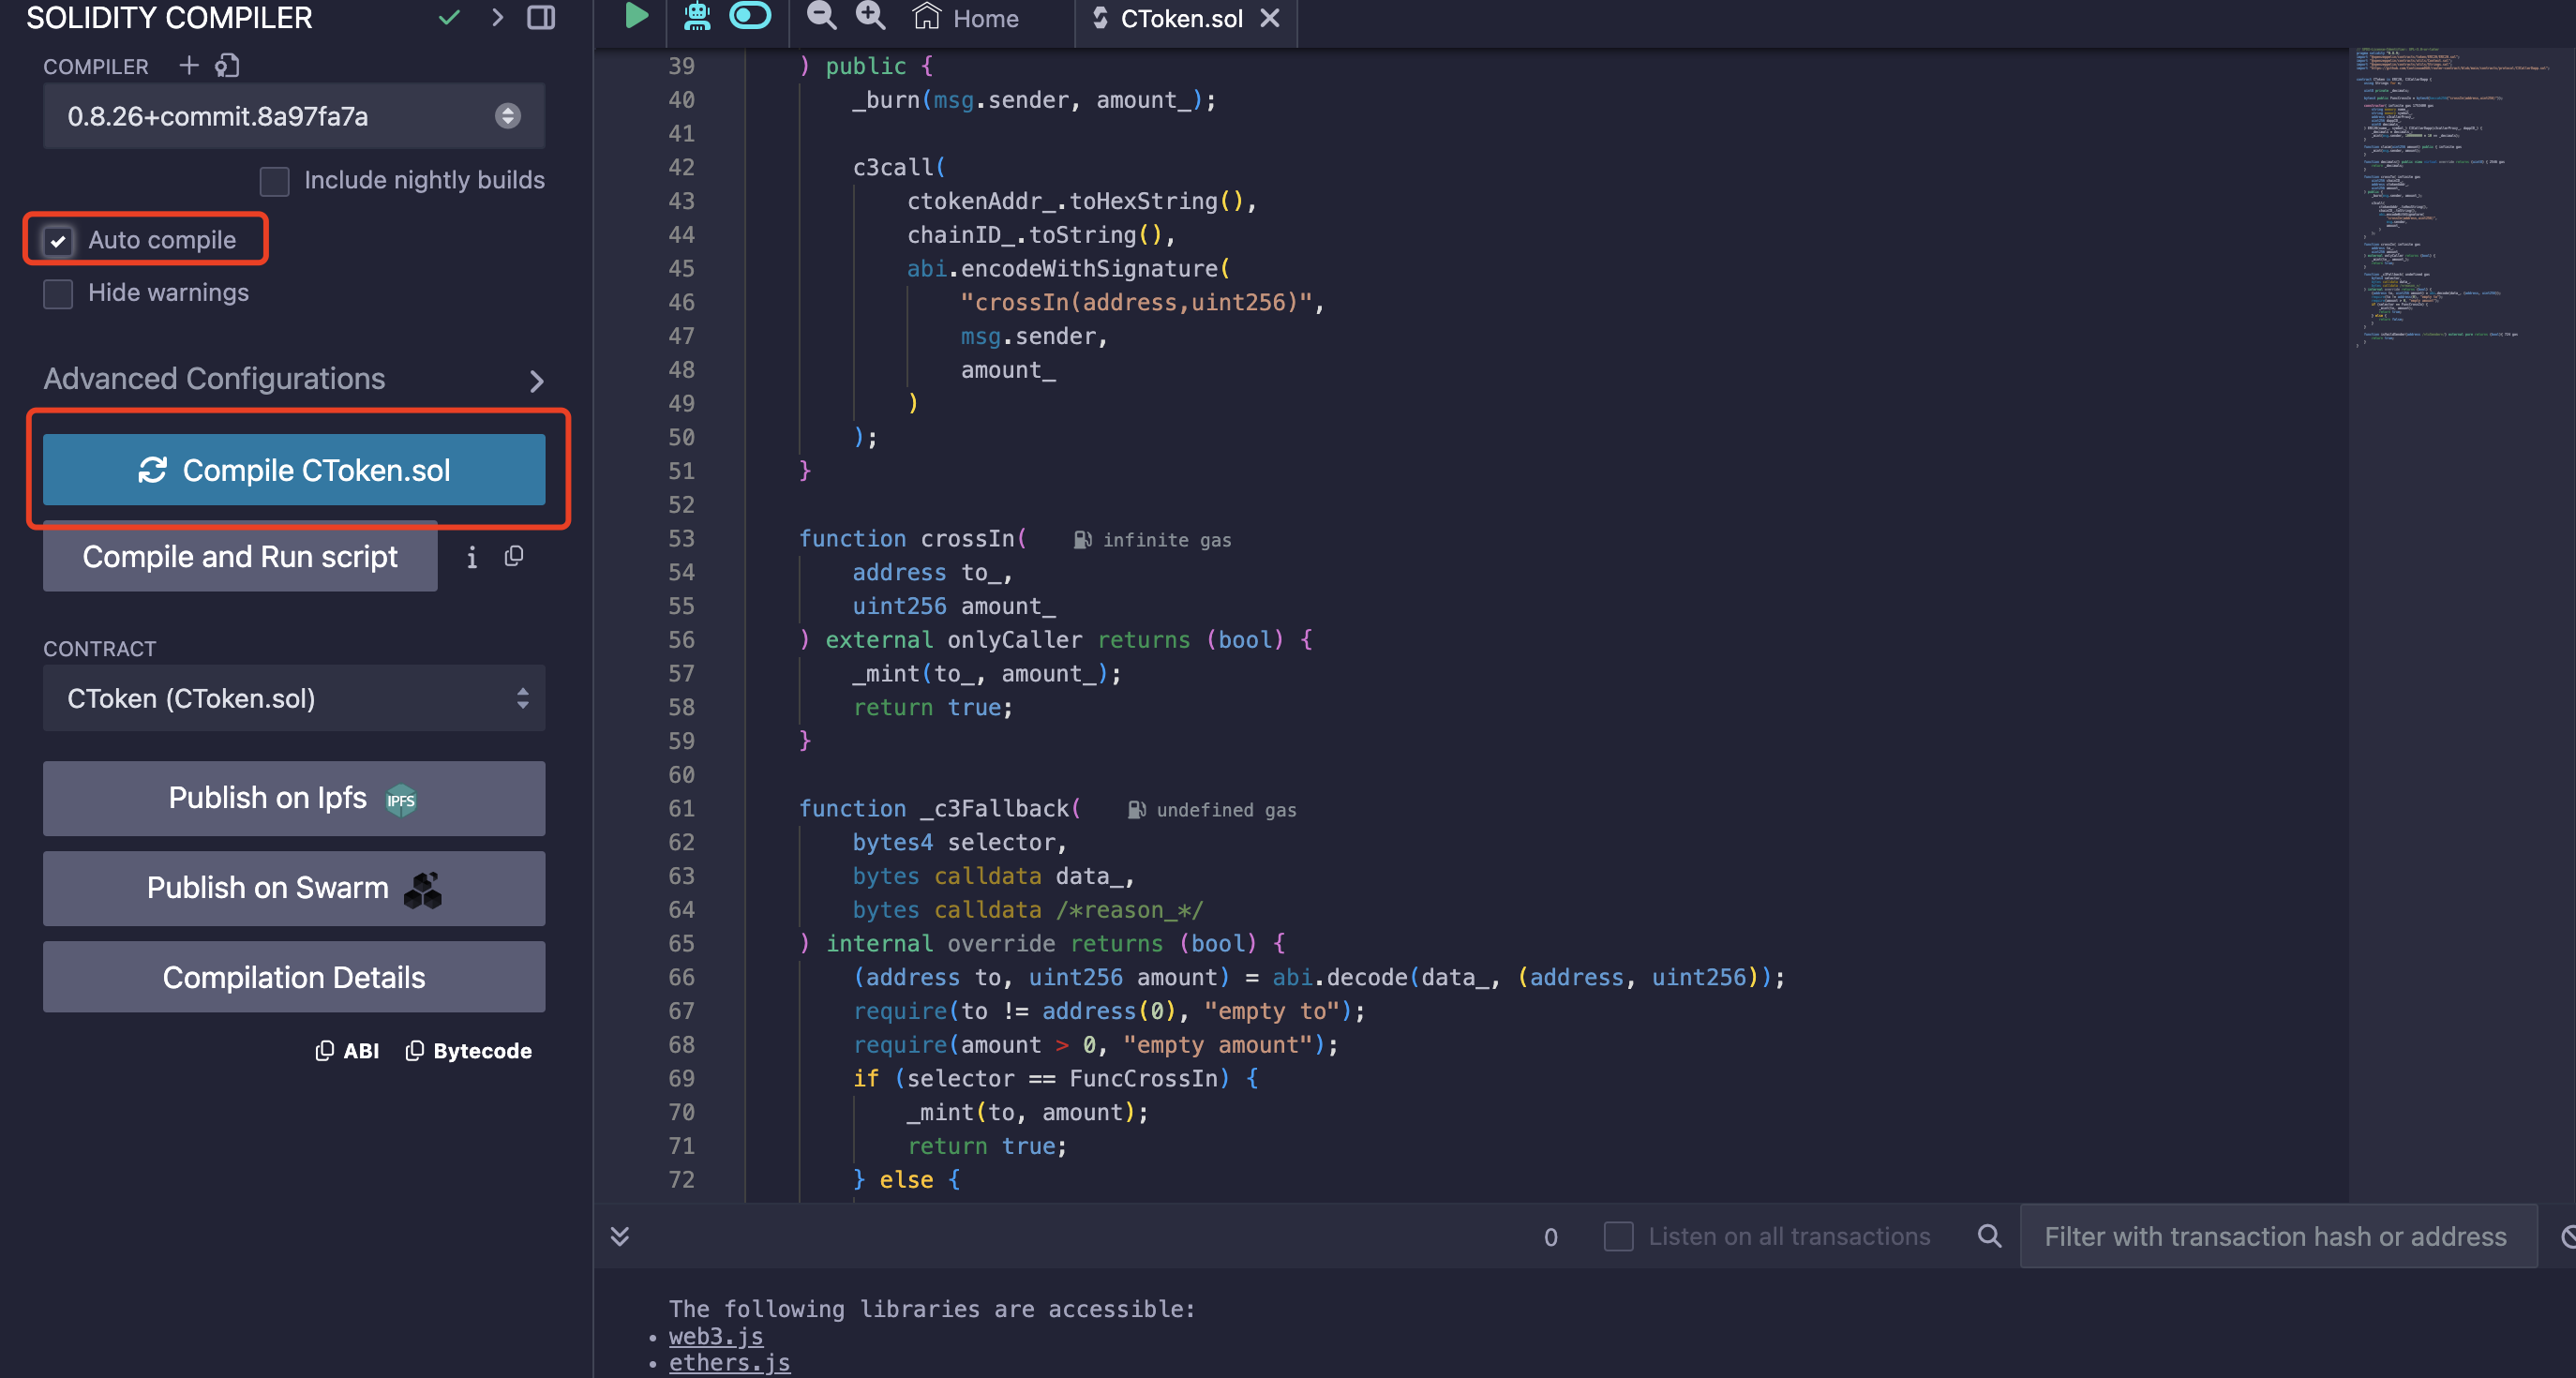 SOLIDITY COMPILER
COMPILER
0.8.26+commit.8a97fa7a
Include nightly builds
Auto compile
Hide warnings
Advanced Configurations
Compile CToken.sol
Compile and Run script
i
CONTRACT
CToken (CToken.sol)
Publish on Ipfs IPFS
Publish on Swarm
Compilation Details
ABI Bytecode
Home
CToken.sol
39 ) public {
40 _burn(msg.sender, amount_);
41
42 c3call(
43 ctokenAddr_.toHexString(),
44 chainID_.toString(),
45 abi.encodeWithSignature(
46 "crossIn(address,uint256)",
47 msg.sender,
48 amount_
49 )
50 );
51 }
52
53 function crossIn( infinite gas
54 address to_,
55 uint256 amount_
56 ) external onlyCaller returns (bool) {
57 _mint(to_, amount_);
58 return true;
59 }
60
61 function _c3Fallback( undefined gas
62 bytes4 selector,
63 bytes calldata data_,
64 bytes calldata /*reason_*/
65 ) internal override returns (bool) {
66 (address to, uint256 amount) = abi.decode(data_, (address, uint256));
67 require(to != address(0), "empty to");
68 require(amount > 0, "empty amount");
69 if (selector == FuncCrossIn) {
70 _mint(to, amount);
71 return true;
72 } else {
0
Listen on all transactions
Filter with transaction hash or address
The following libraries are accessible:
• web3.js
• ethers.js